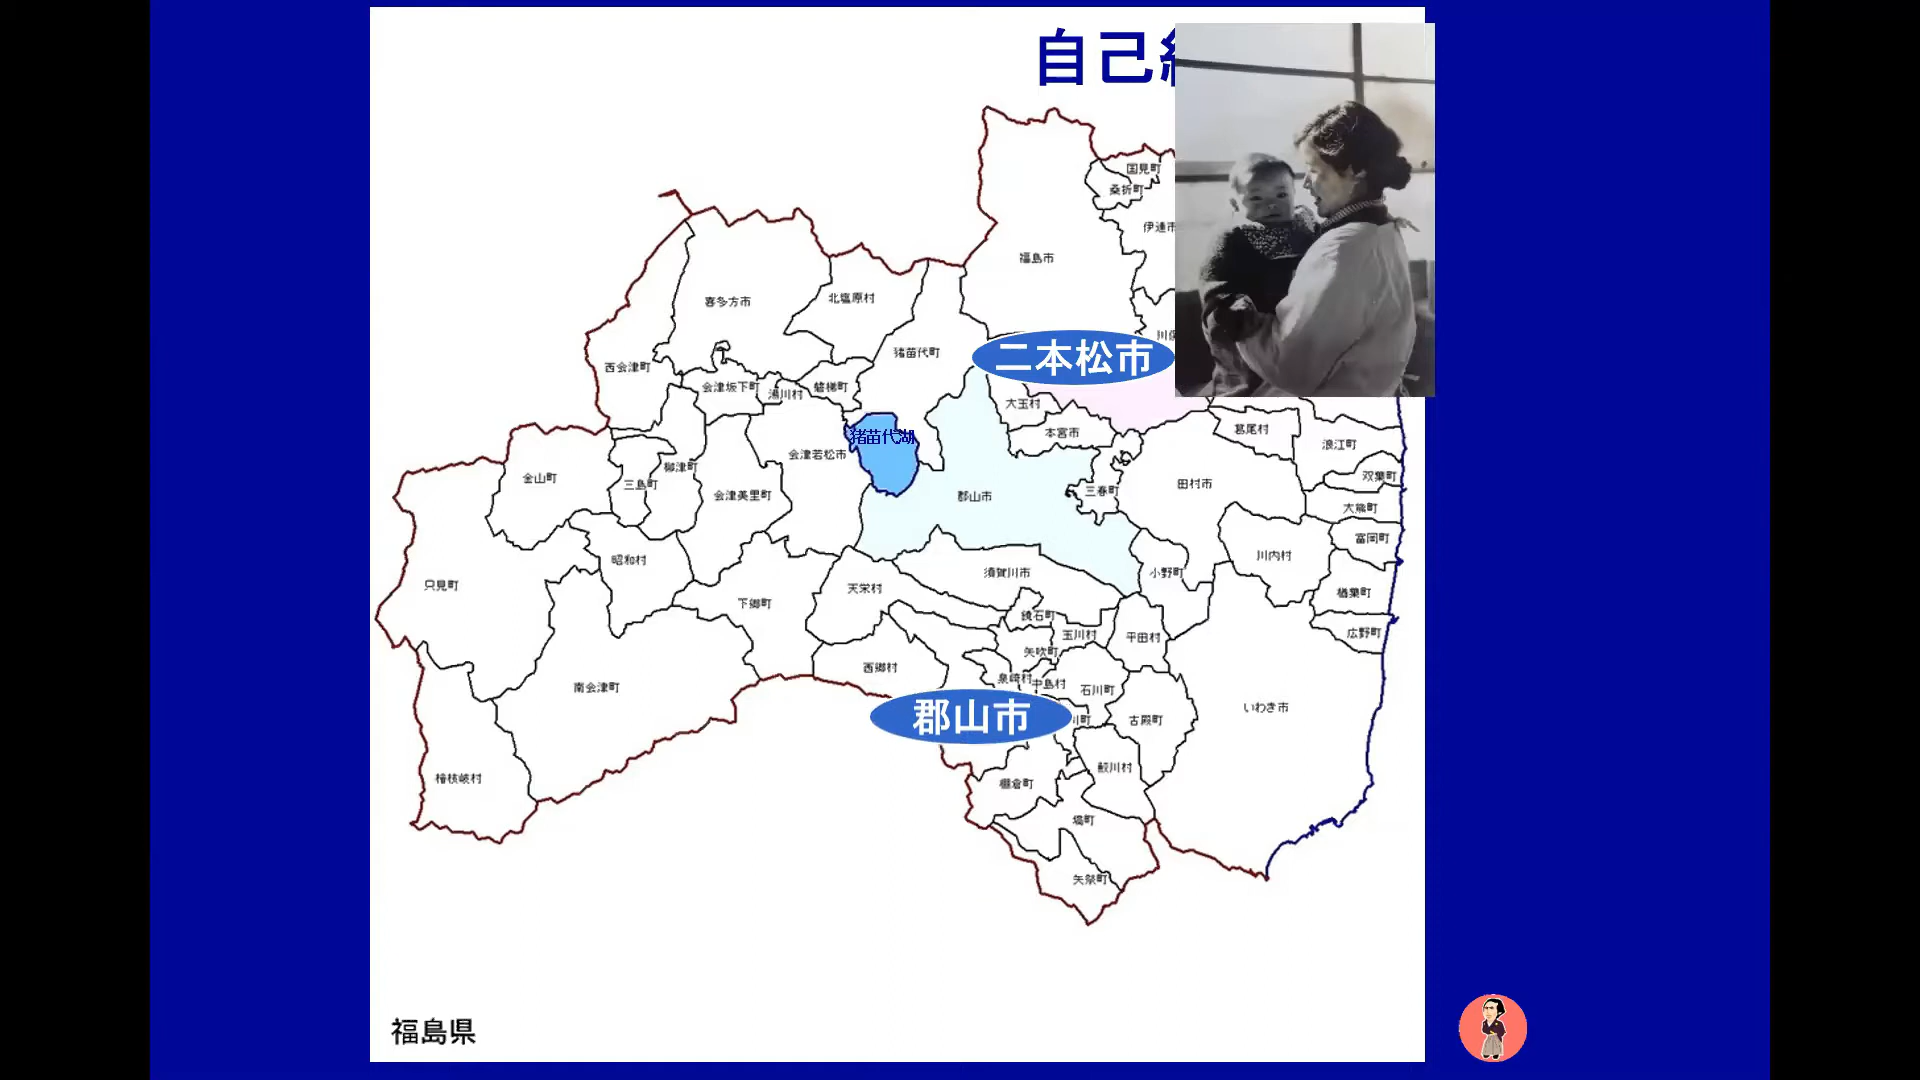 自己
国見町
桑折町
伊達市
福島市
喜多方市
北塩原村
川俣
猪苗代町
二本松市
西会津町
会津坂下町
湯川村
磐梯町
大玉村
本宮市
葛尾村
浪江町
猪苗代湖
会津若松市
柳津町
金山町
三島町
会津美里町
郡山市
三春町
田村市
双葉町
大熊町
富岡町
川内村
昭和村
須賀川市
小野町
只見町
天栄村
下郷町
楢葉町
鏡石町
玉川村
平田村
広野町
矢吹町
西郷村
泉崎村
中島村
石川町
南会津町
いわき市
郡山市
川町
古殿町
鮫川村
檜枝岐村
棚倉町
塙町
矢祭町
福島県